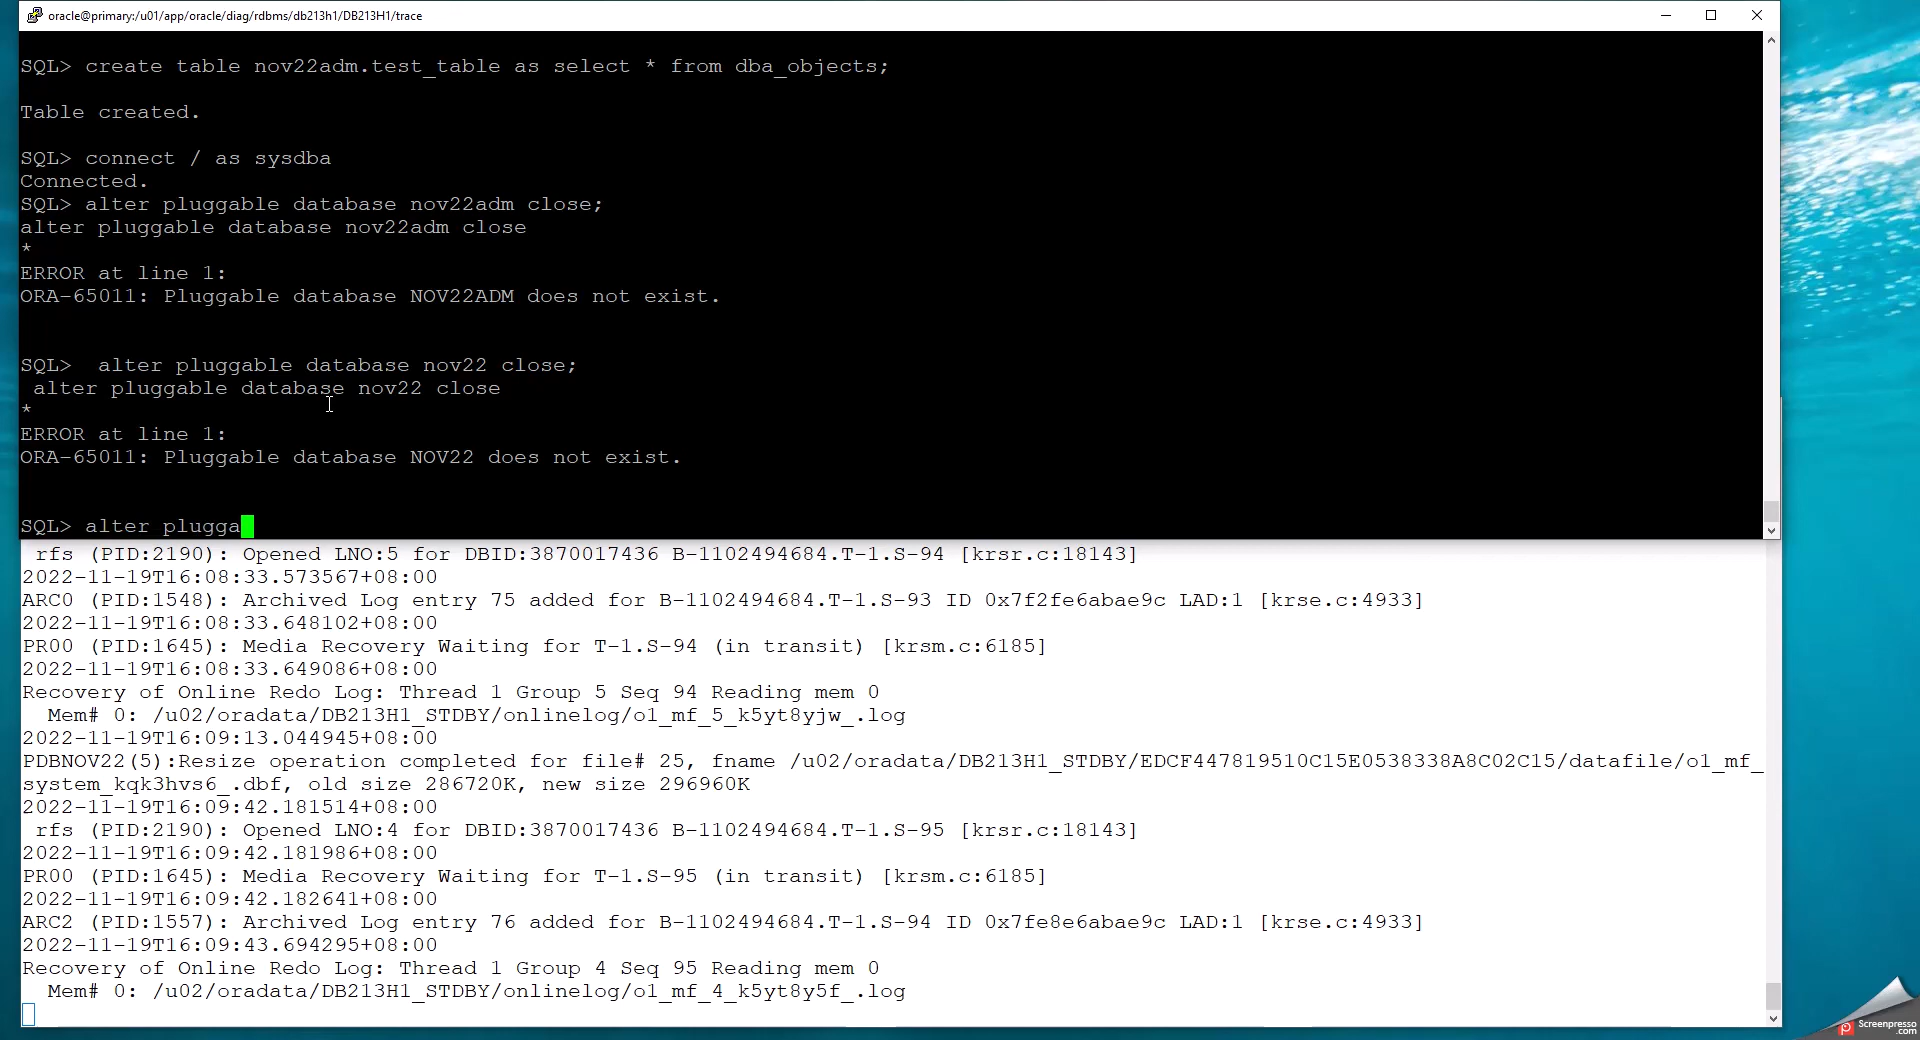 oracle@primary:/u01/app/oracle/diag/rdbms/db213h1/DB213H1/trace
SQL> create table nov22adm.test_table as select * from dba_objects;
Table created.
SQL> connect / as sysdba
Connected.
SQL> alter pluggable database nov22adm close;
alter pluggable database nov22adm close
*
ERROR at line 1:
ORA-65011: Pluggable database NOV22ADM does not exist.
SQL>  alter pluggable database nov22 close;
 alter pluggable database nov22 close
*
ERROR at line 1:
ORA-65011: Pluggable database NOV22 does not exist.
SQL> alter plugga
 rfs (PID:2190): Opened LNO:5 for DBID:3870017436 B-1102494684.T-1.S-94 [krsr.c:18143]
2022-11-19T16:08:33.573567+08:00
ARC0 (PID:1548): Archived Log entry 75 added for B-1102494684.T-1.S-93 ID 0x7f2fe6abae9c LAD:1 [krse.c:4933]
2022-11-19T16:08:33.648102+08:00
PR00 (PID:1645): Media Recovery Waiting for T-1.S-94 (in transit) [krsm.c:6185]
2022-11-19T16:08:33.649086+08:00
Recovery of Online Redo Log: Thread 1 Group 5 Seq 94 Reading mem 0
  Mem# 0: /u02/oradata/DB213H1_STDBY/onlinelog/o1_mf_5_k5yt8yjw_.log
2022-11-19T16:09:13.044945+08:00
PDBNOV22(5):Resize operation completed for file# 25, fname /u02/oradata/DB213H1_STDBY/EDCF447819510C15E0538338A8C02C15/datafile/o1_mf_
system_kqk3hvs6_.dbf, old size 286720K, new size 296960K
2022-11-19T16:09:42.181514+08:00
 rfs (PID:2190): Opened LNO:4 for DBID:3870017436 B-1102494684.T-1.S-95 [krsr.c:18143]
2022-11-19T16:09:42.181986+08:00
PR00 (PID:1645): Media Recovery Waiting for T-1.S-95 (in transit) [krsm.c:6185]
2022-11-19T16:09:42.182641+08:00
ARC2 (PID:1557): Archived Log entry 76 added for B-1102494684.T-1.S-94 ID 0x7fe8e6abae9c LAD:1 [krse.c:4933]
2022-11-19T16:09:43.694295+08:00
Recovery of Online Redo Log: Thread 1 Group 4 Seq 95 Reading mem 0
  Mem# 0: /u02/oradata/DB213H1_STDBY/onlinelog/o1_mf_4_k5yt8y5f_.log
Screenpresso
.com